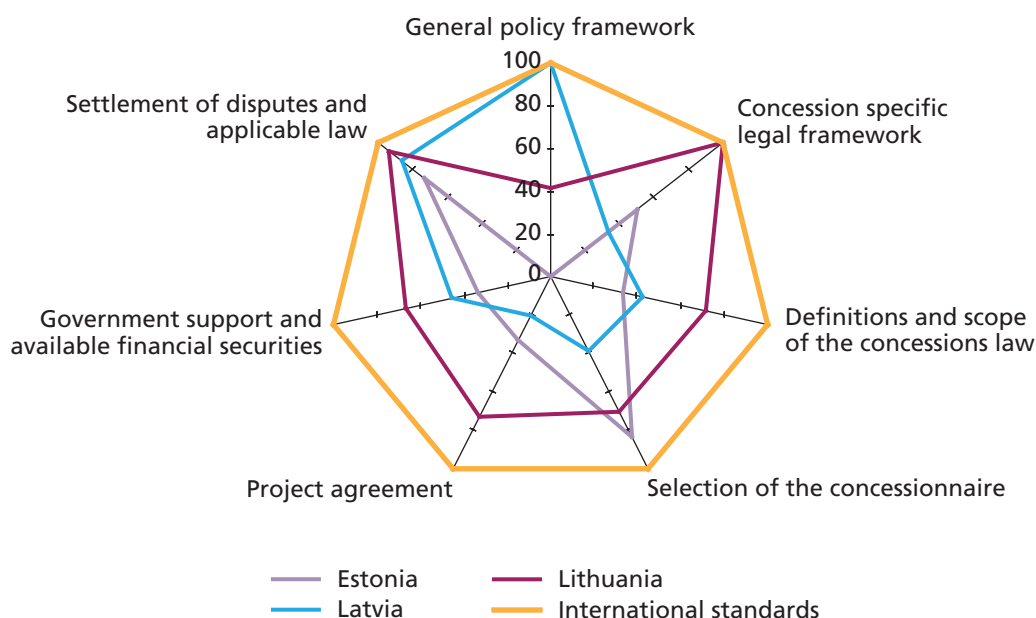 General policy framework
100
80
60
40
20
0
Settlement of disputes and
applicable law
Concession specific
legal framework
Government support and
available financial securities
Definitions and scope
of the concessions law
Project agreement
Selection of the concessionnaire
Estonia
Latvia
Lithuania
International standards